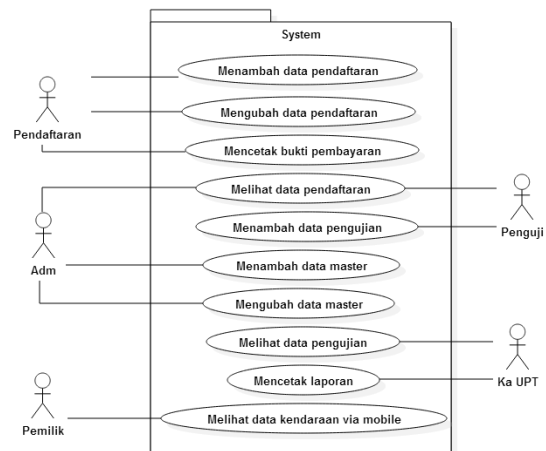 System
Menambah data pendaftaran
Mengubah data pendaftaran
Pendaftaran
Mencetak bukti pembayaran
Melihat data pendaftaran
Menambah data pengujian
Penguji
Adm
Menambah data master
Mengubah data master
Melihat data pengujian
Mencetak laporan
Ka UPT
Melihat data kendaraan via mobile
Pemilik